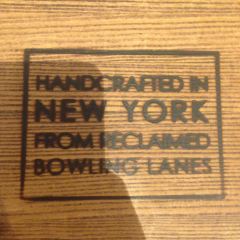 HANDCRAFTED IN
NEW YORK
FROM RECLAIMED
BOWLING LANES